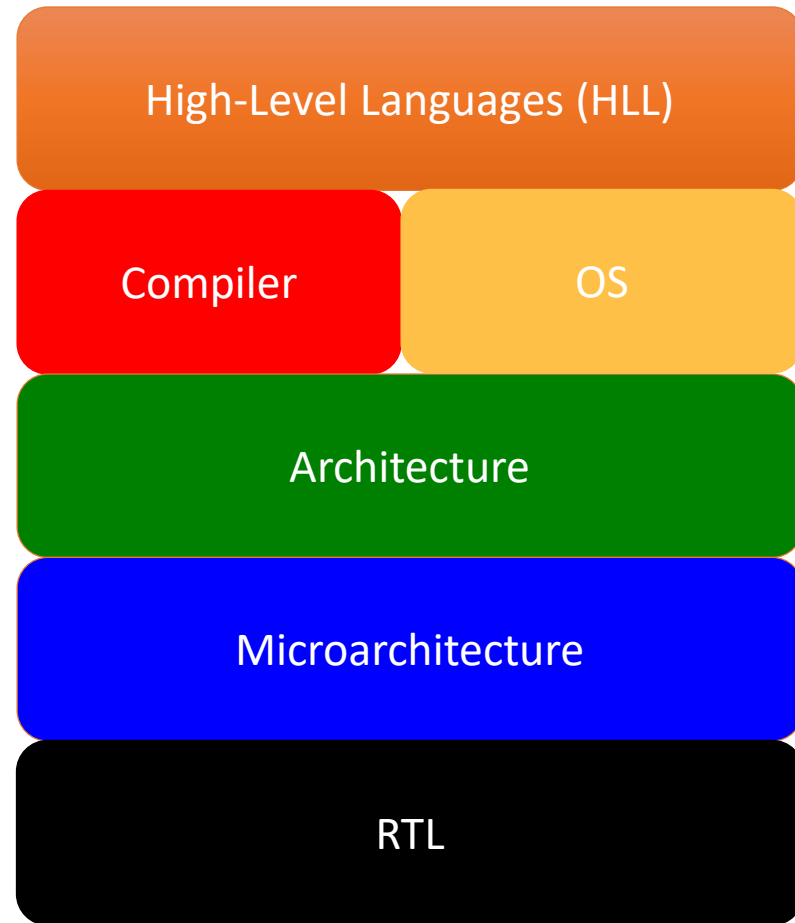 High-Level Languages (HLL)
Compiler
OS
Architecture
Microarchitecture
RTL